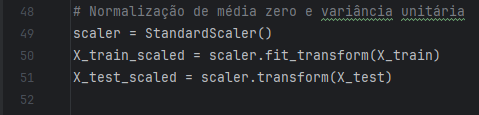 48 # Normalização de média zero e variância unitária
49 scaler = StandardScaler()
50 X_train_scaled = scaler.fit_transform(X_train)
51 X_test_scaled = scaler.transform(X_test)
52